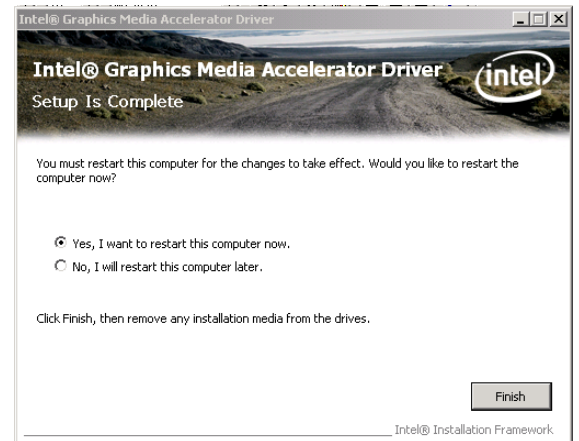 Intel® Graphics Media Accelerator Driver
Intel® Graphics Media Accelerator Driver
intel
Setup Is Complete
You must restart this computer for the changes to take effect. Would you like to restart the
computer now?
Yes, I want to restart this computer now.
No, I will restart this computer later.
Click Finish, then remove any installation media from the drives.
Finish
Intel® Installation Framework